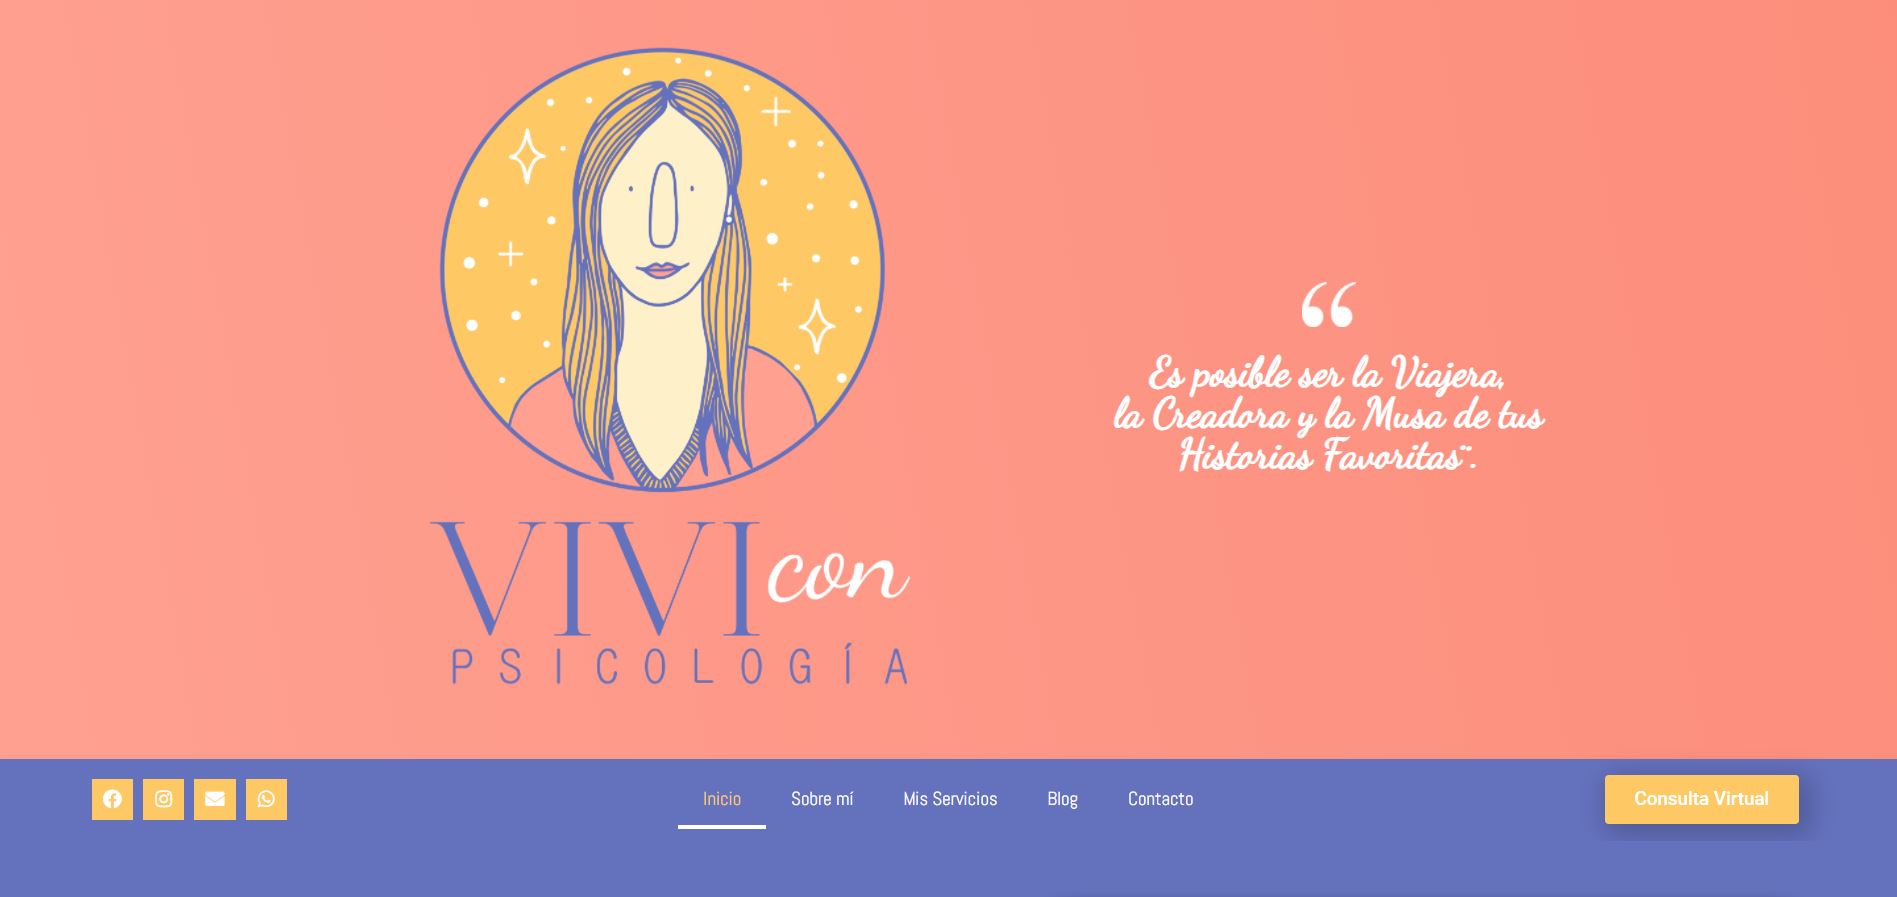 VIVI con
PSICOLOGÍA
“
Es posible ser la Viajera,
la Creadora y la Musa de tus
Historias Favoritas¨.
Inicio Sobre mí Mis Servicios Blog Contacto
Consulta Virtual